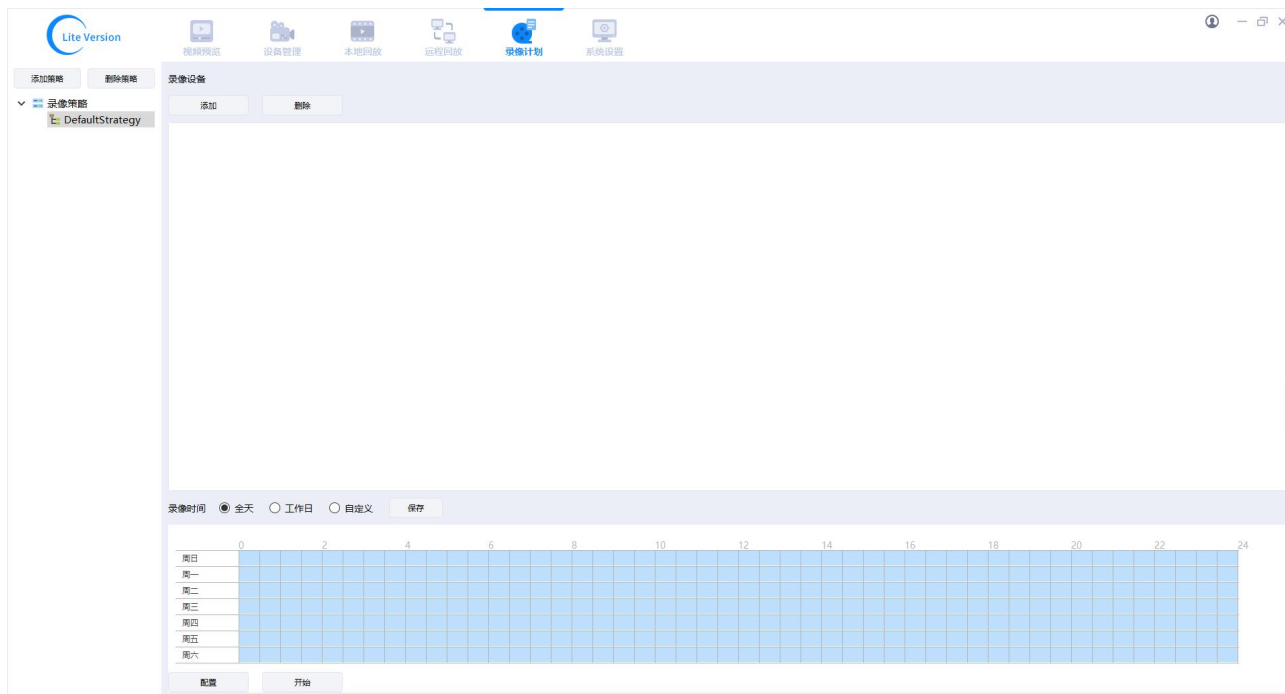 Lite Version
视频预览 设备管理 本地回放 远程回放 录像计划 系统设置
添加策略 删除策略
录像策略
DefaultStrategy
录像设备
添加 删除
录像时间 全天 工作日 自定义 保存
0 2 4 6 8 10 12 14 16 18 20 22 24
周日
周一
周二
周三
周四
周五
周六
配置 开始